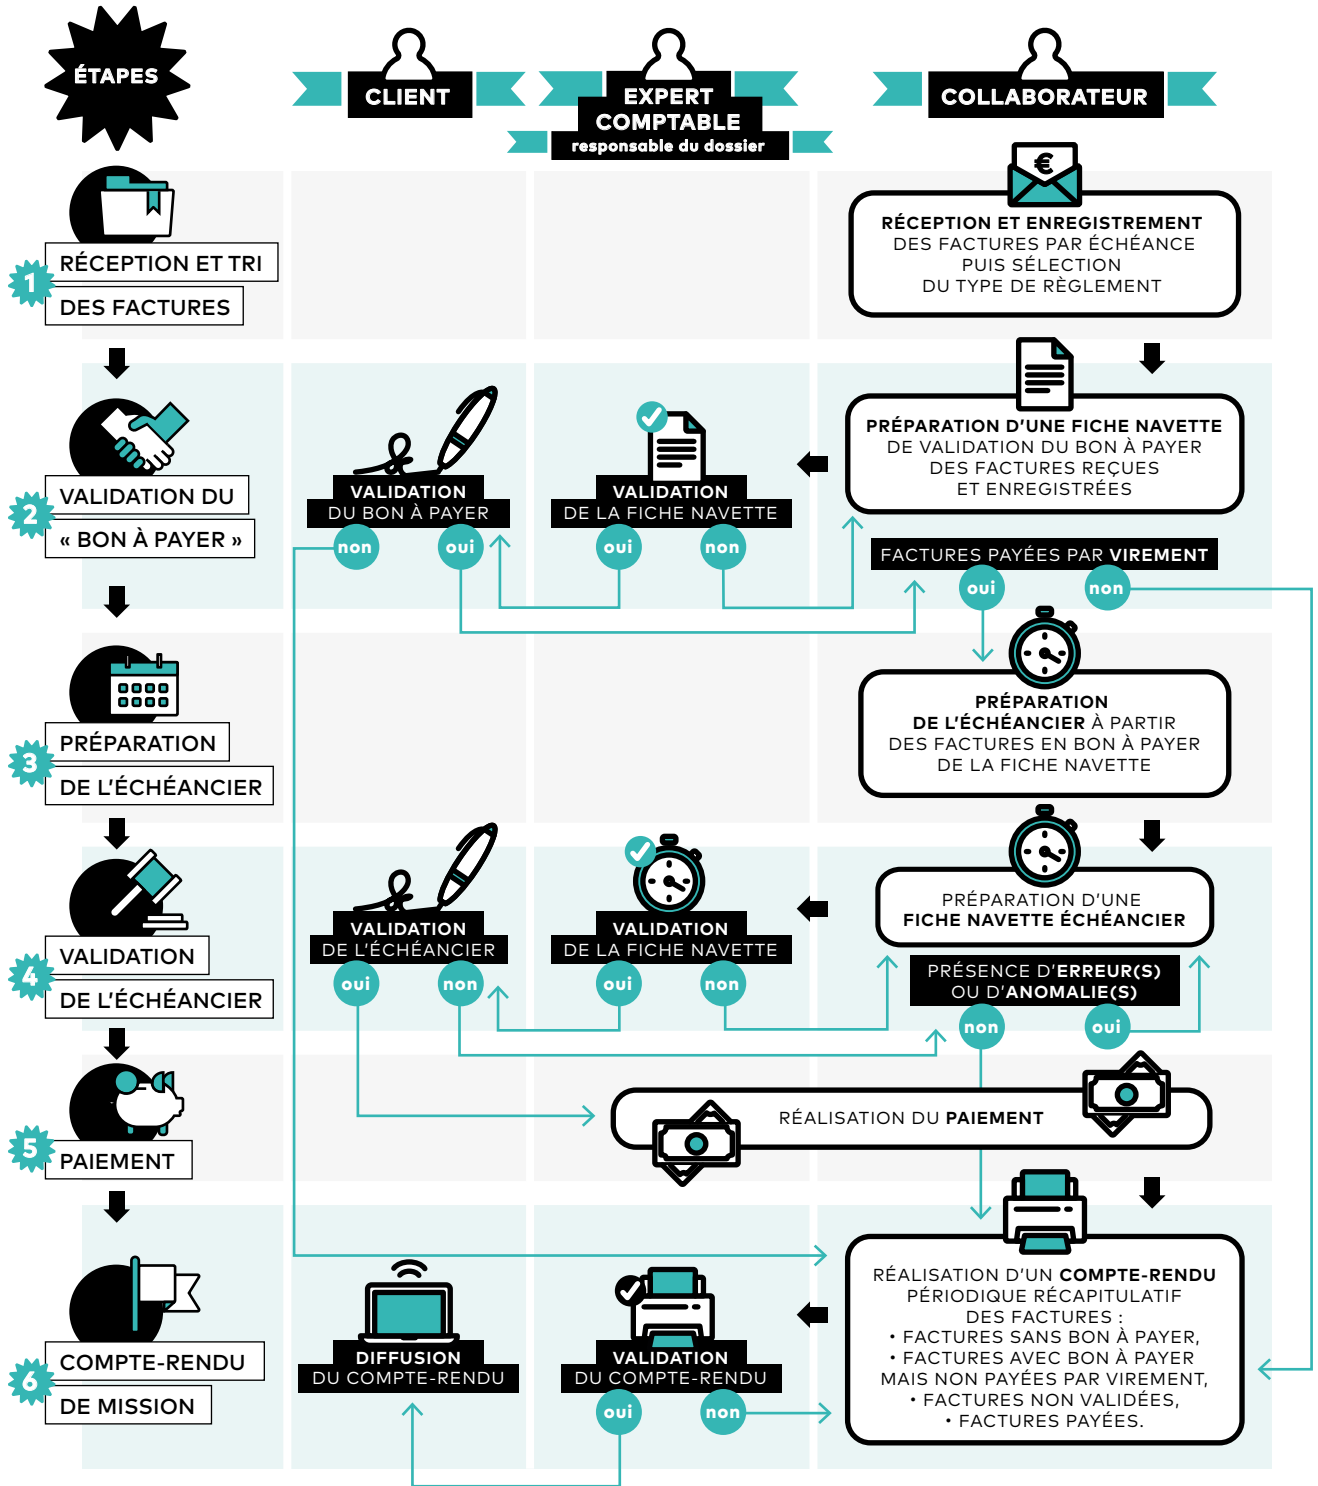 ÉTAPES
CLIENT
EXPERT
COMPTABLE
responsable du dossier
COLLABORATEUR
1
RÉCEPTION ET TRI
DES FACTURES
€
RÉCEPTION ET ENREGISTREMENT
DES FACTURES PAR ÉCHÉANCE
PUIS SÉLECTION
DU TYPE DE RÈGLEMENT
2
VALIDATION DU
« BON À PAYER »
VALIDATION
DU BON À PAYER
non
oui
VALIDATION
DE LA FICHE NAVETTE
oui
non
PRÉPARATION D'UNE FICHE NAVETTE
DE VALIDATION DU BON À PAYER
DES FACTURES REÇUES
ET ENREGISTRÉES
FACTURES PAYÉES PAR VIREMENT
oui
non
3
PRÉPARATION
DE L'ÉCHÉANCIER
PRÉPARATION
DE L'ÉCHÉANCIER À PARTIR
DES FACTURES EN BON À PAYER
DE LA FICHE NAVETTE
4
VALIDATION
DE L'ÉCHÉANCIER
VALIDATION
DE L'ÉCHÉANCIER
oui
non
VALIDATION
DE LA FICHE NAVETTE
oui
non
PRÉPARATION D'UNE
FICHE NAVETTE ÉCHÉANCIER
PRÉSENCE D'ERREUR(S)
OU D'ANOMALIE(S)
non
oui
5
PAIEMENT
RÉALISATION DU PAIEMENT
6
COMPTE-RENDU
DE MISSION
DIFFUSION
DU COMPTE-RENDU
VALIDATION
DU COMPTE-RENDU
oui
non
RÉALISATION D'UN COMPTE-RENDU
PÉRIODIQUE RÉCAPITULATIF
DES FACTURES :
• FACTURES SANS BON À PAYER,
• FACTURES AVEC BON À PAYER
MAIS NON PAYÉES PAR VIREMENT,
• FACTURES NON VALIDÉES,
• FACTURES PAYÉES.